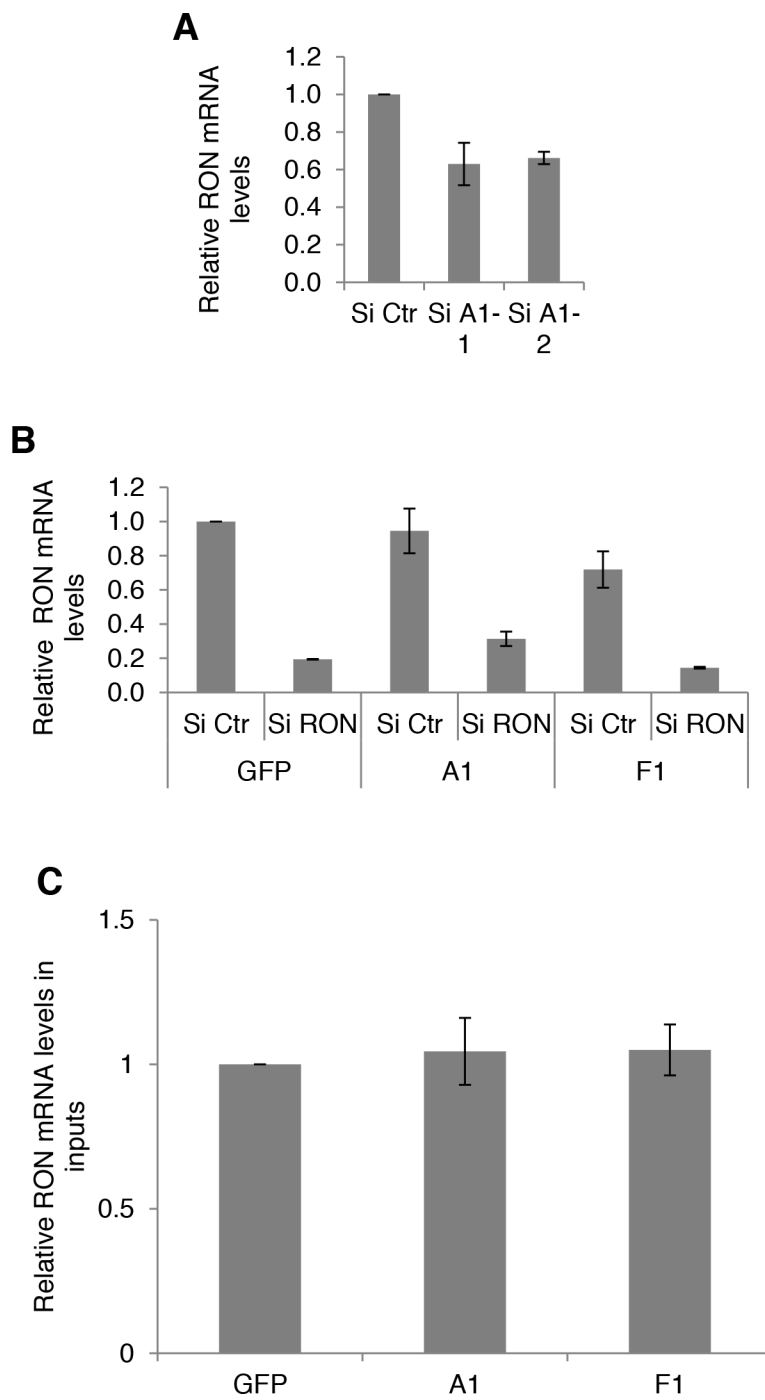 A
Relative RON mRNA
levels
1.2
1.0
0.8
0.6
0.4
0.2
0.0
Si Ctr Si A1- Si A1-
1 2
B
Relative RON mRNA
levels
1.2
1.0
0.8
0.6
0.4
0.2
0.0
Si Ctr Si RON Si Ctr Si RON Si Ctr Si RON
GFP A1 F1
C
Relative RON mRNA levels in
inputs
1.5
1
0.5
0
GFP A1 F1